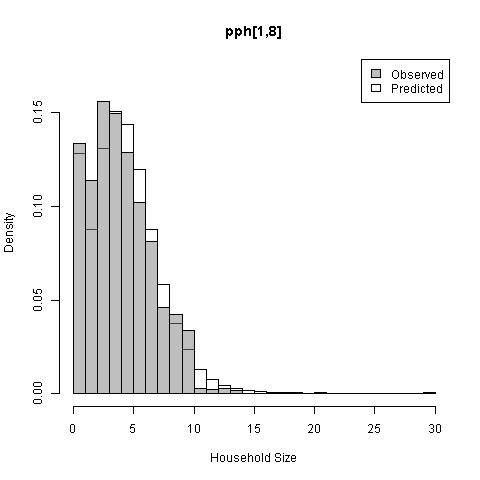 pph[1,8]
Observed
Predicted
Density
0.15
0.10
0.05
0.00
0 5 10 15 20 25 30
Household Size